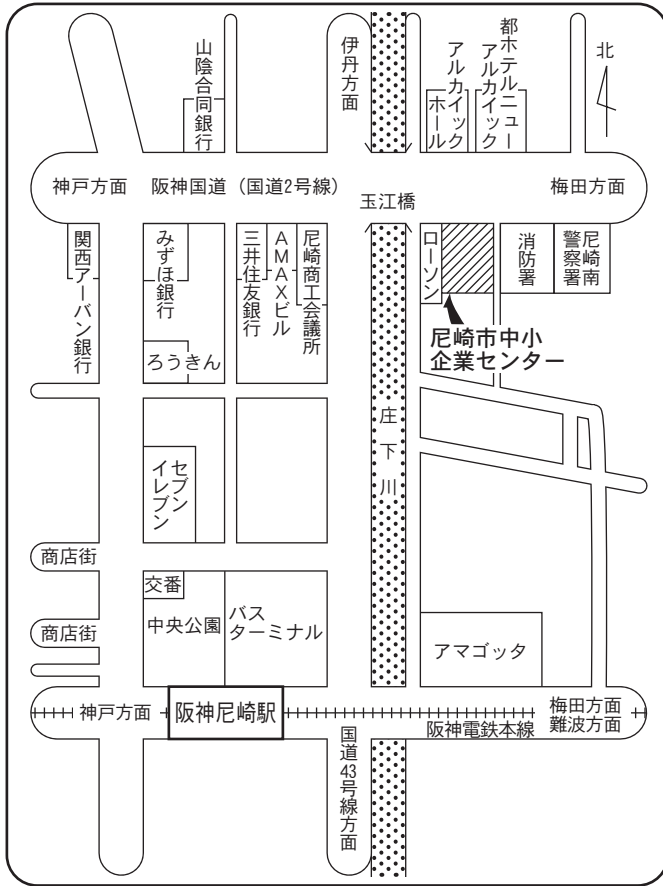 山陰合同銀行
伊丹方面
アルカイック
ホール
都ホテルニュー
アルカイック
北
神戸方面
阪神国道（国道2号線）
玉江橋
梅田方面
関西アーバン銀行
みずほ銀行
ろうきん
三井住友銀行
AMAXビル
尼崎商工会議所
ローソン
消防署
尼崎南
警察署
尼崎市中小
企業センター
庄下川
セブン
イレブン
商店街
交番
商店街
中央公園
バス
ターミナル
アマゴッタ
神戸方面
阪神尼崎駅
国道43号線方面
阪神電鉄本線
梅田方面
難波方面